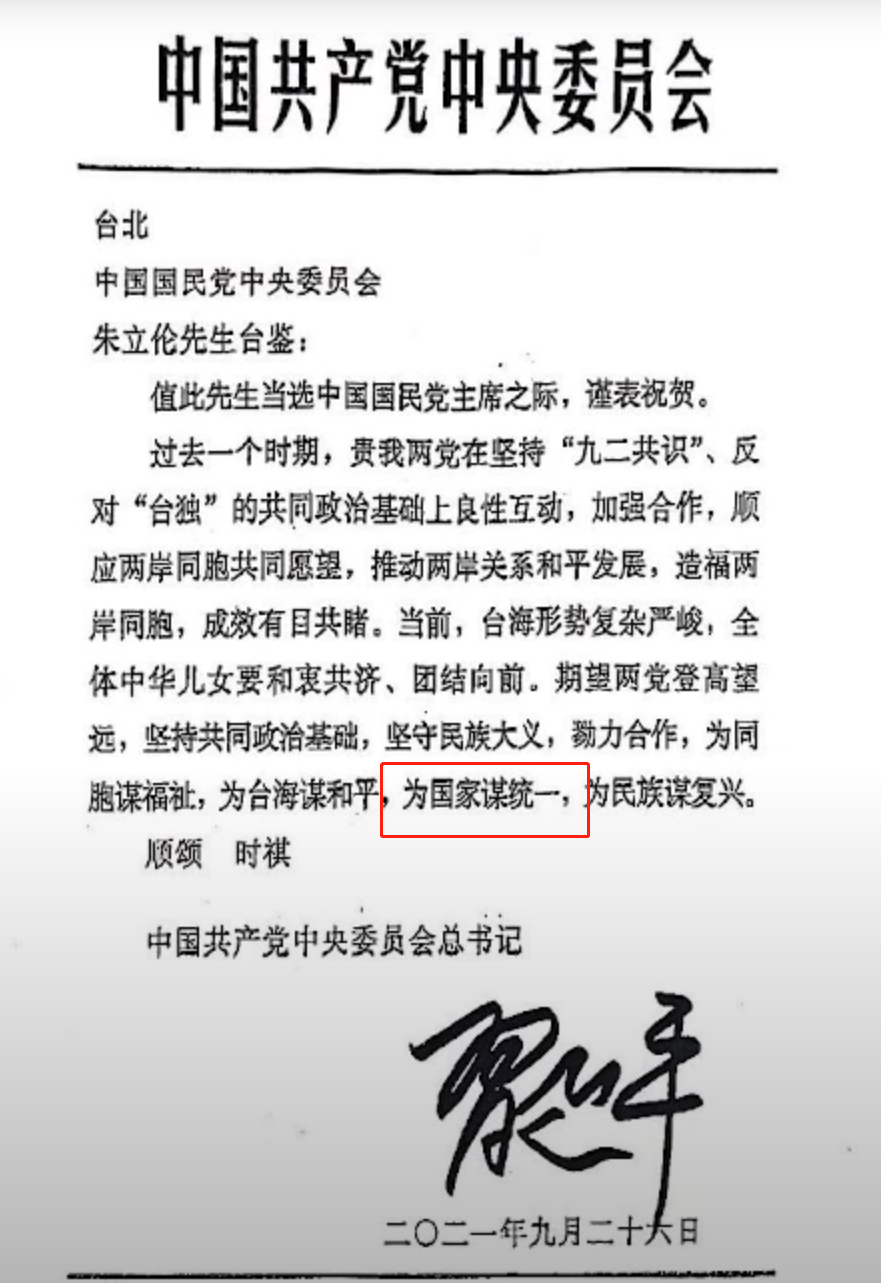 中国共产党中央委员会
台北
中国国民党中央委员会
朱立伦先生台鉴：
值此先生当选中国国民党主席之际，谨表祝贺。
过去一个时期，贵我两党在坚持“九二共识”、反
对“台独”的共同政治基础上良性互动，加强合作，顺
应两岸同胞共同愿望，推动两岸关系和平发展，造福两
岸同胞，成效有目共睹。当前，台海形势复杂严峻，全
体中华儿女要和衷共济、团结向前。期望两党登高望
远，坚持共同政治基础，坚守民族大义，勠力合作，为同
胞谋福祉，为台海谋和平，为国家谋统一，为民族谋复兴。
顺颂　时祺
中国共产党中央委员会总书记
习近平
二〇二一年九月二十六日